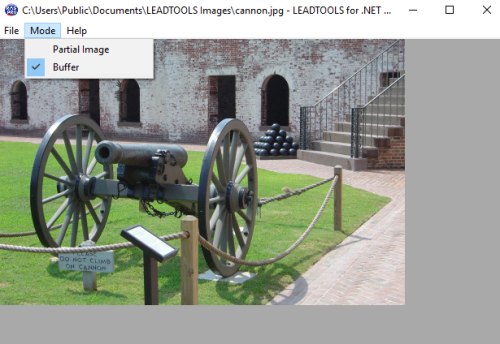 C:\Users\Public\Documents\LEADTOOLS Images\cannon.jpg - LEADTOOLS for .NET ...
File Mode Help
Partial Image
Buffer
PLEASE
DO NOT CLIMB
ON CANNON